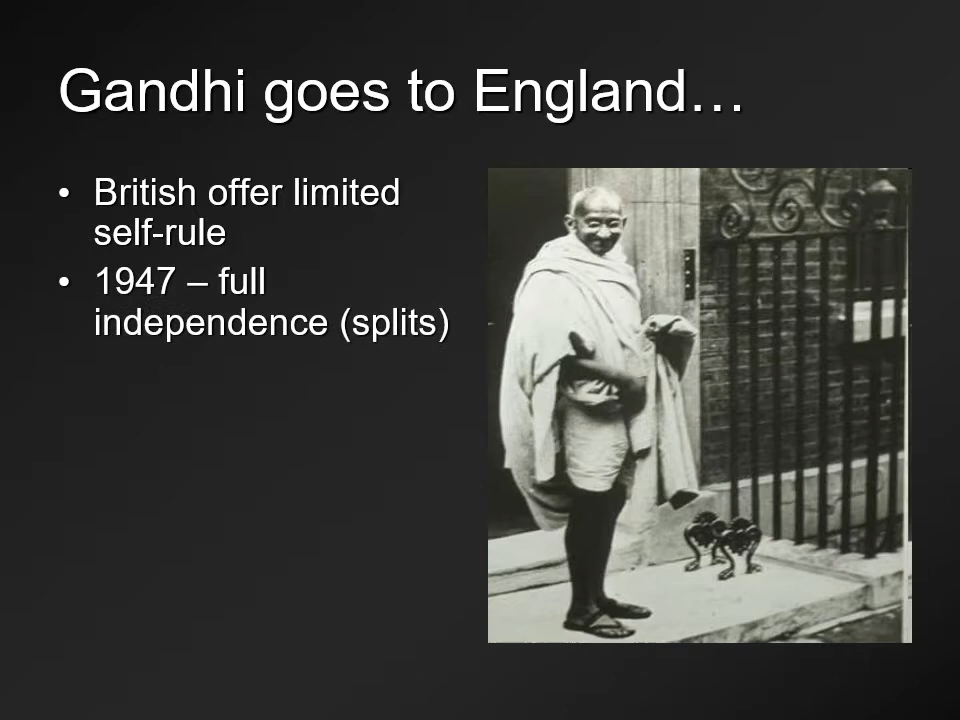 Gandhi goes to England…
• British offer limited
self-rule
• 1947 – full
independence (splits)